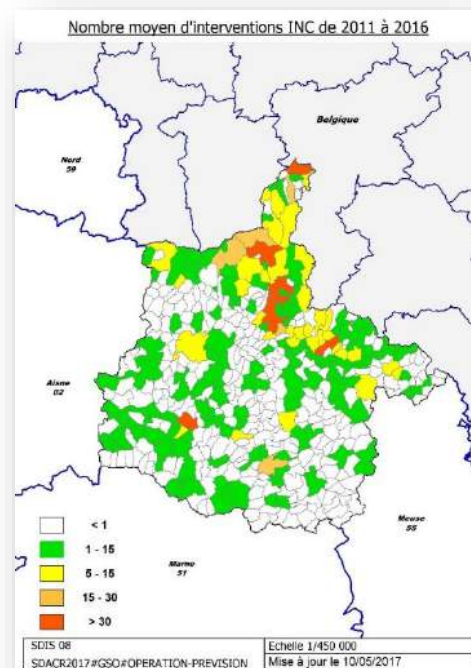 Nombre moyen d'interventions INC de 2011 à 2016
Belgique
Nord
59
Aisne
02
Meuse
55
Marne
51
< 1
1 - 15
5 - 15
15 - 30
> 30
SDIS 08
SDACR2017#GSO#OPERATION-PREVISION
Echelle 1/450 000
Mise à jour le 10/05/2017